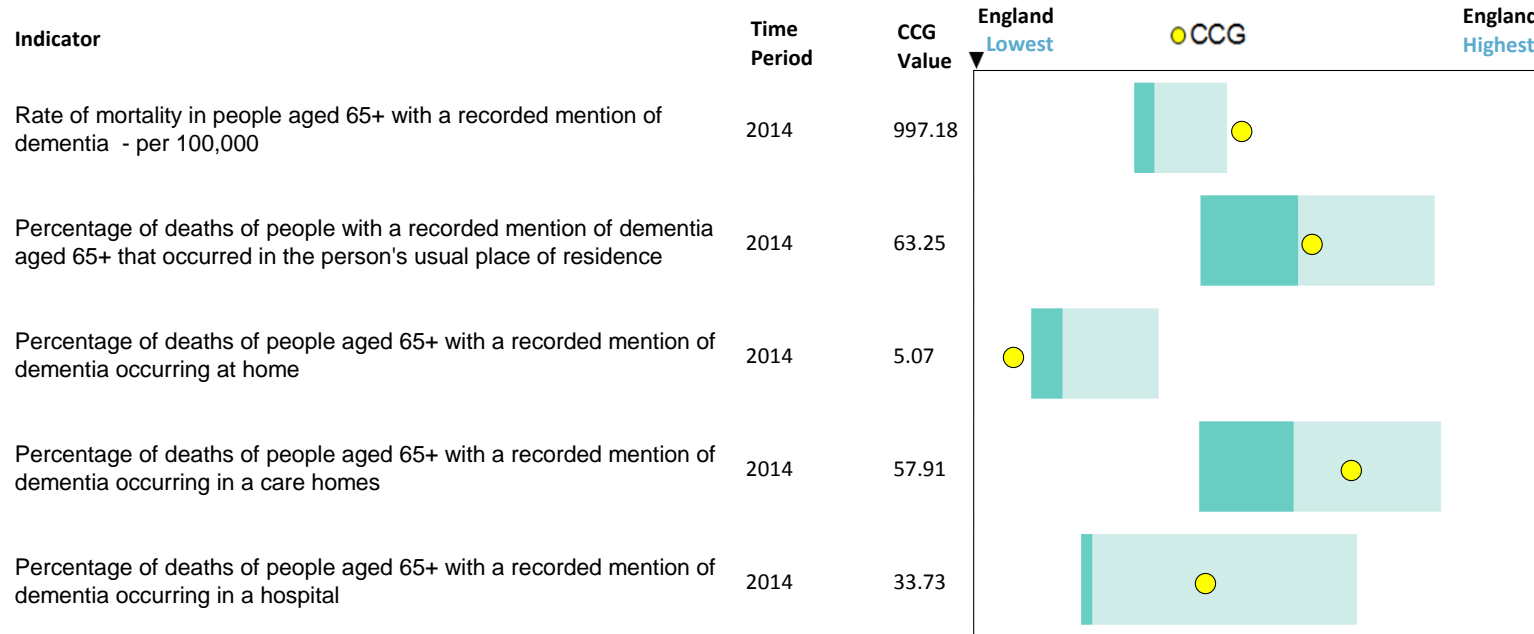 Indicator
Time
Period
CCG
Value
England
Lowest
CCG
England
Highest
Rate of mortality in people aged 65+ with a recorded mention of
dementia - per 100,000
2014
997.18
Percentage of deaths of people with a recorded mention of dementia
aged 65+ that occurred in the person's usual place of residence
2014
63.25
Percentage of deaths of people aged 65+ with a recorded mention of
dementia occurring at home
2014
5.07
Percentage of deaths of people aged 65+ with a recorded mention of
dementia occurring in a care homes
2014
57.91
Percentage of deaths of people aged 65+ with a recorded mention of
dementia occurring in a hospital
2014
33.73